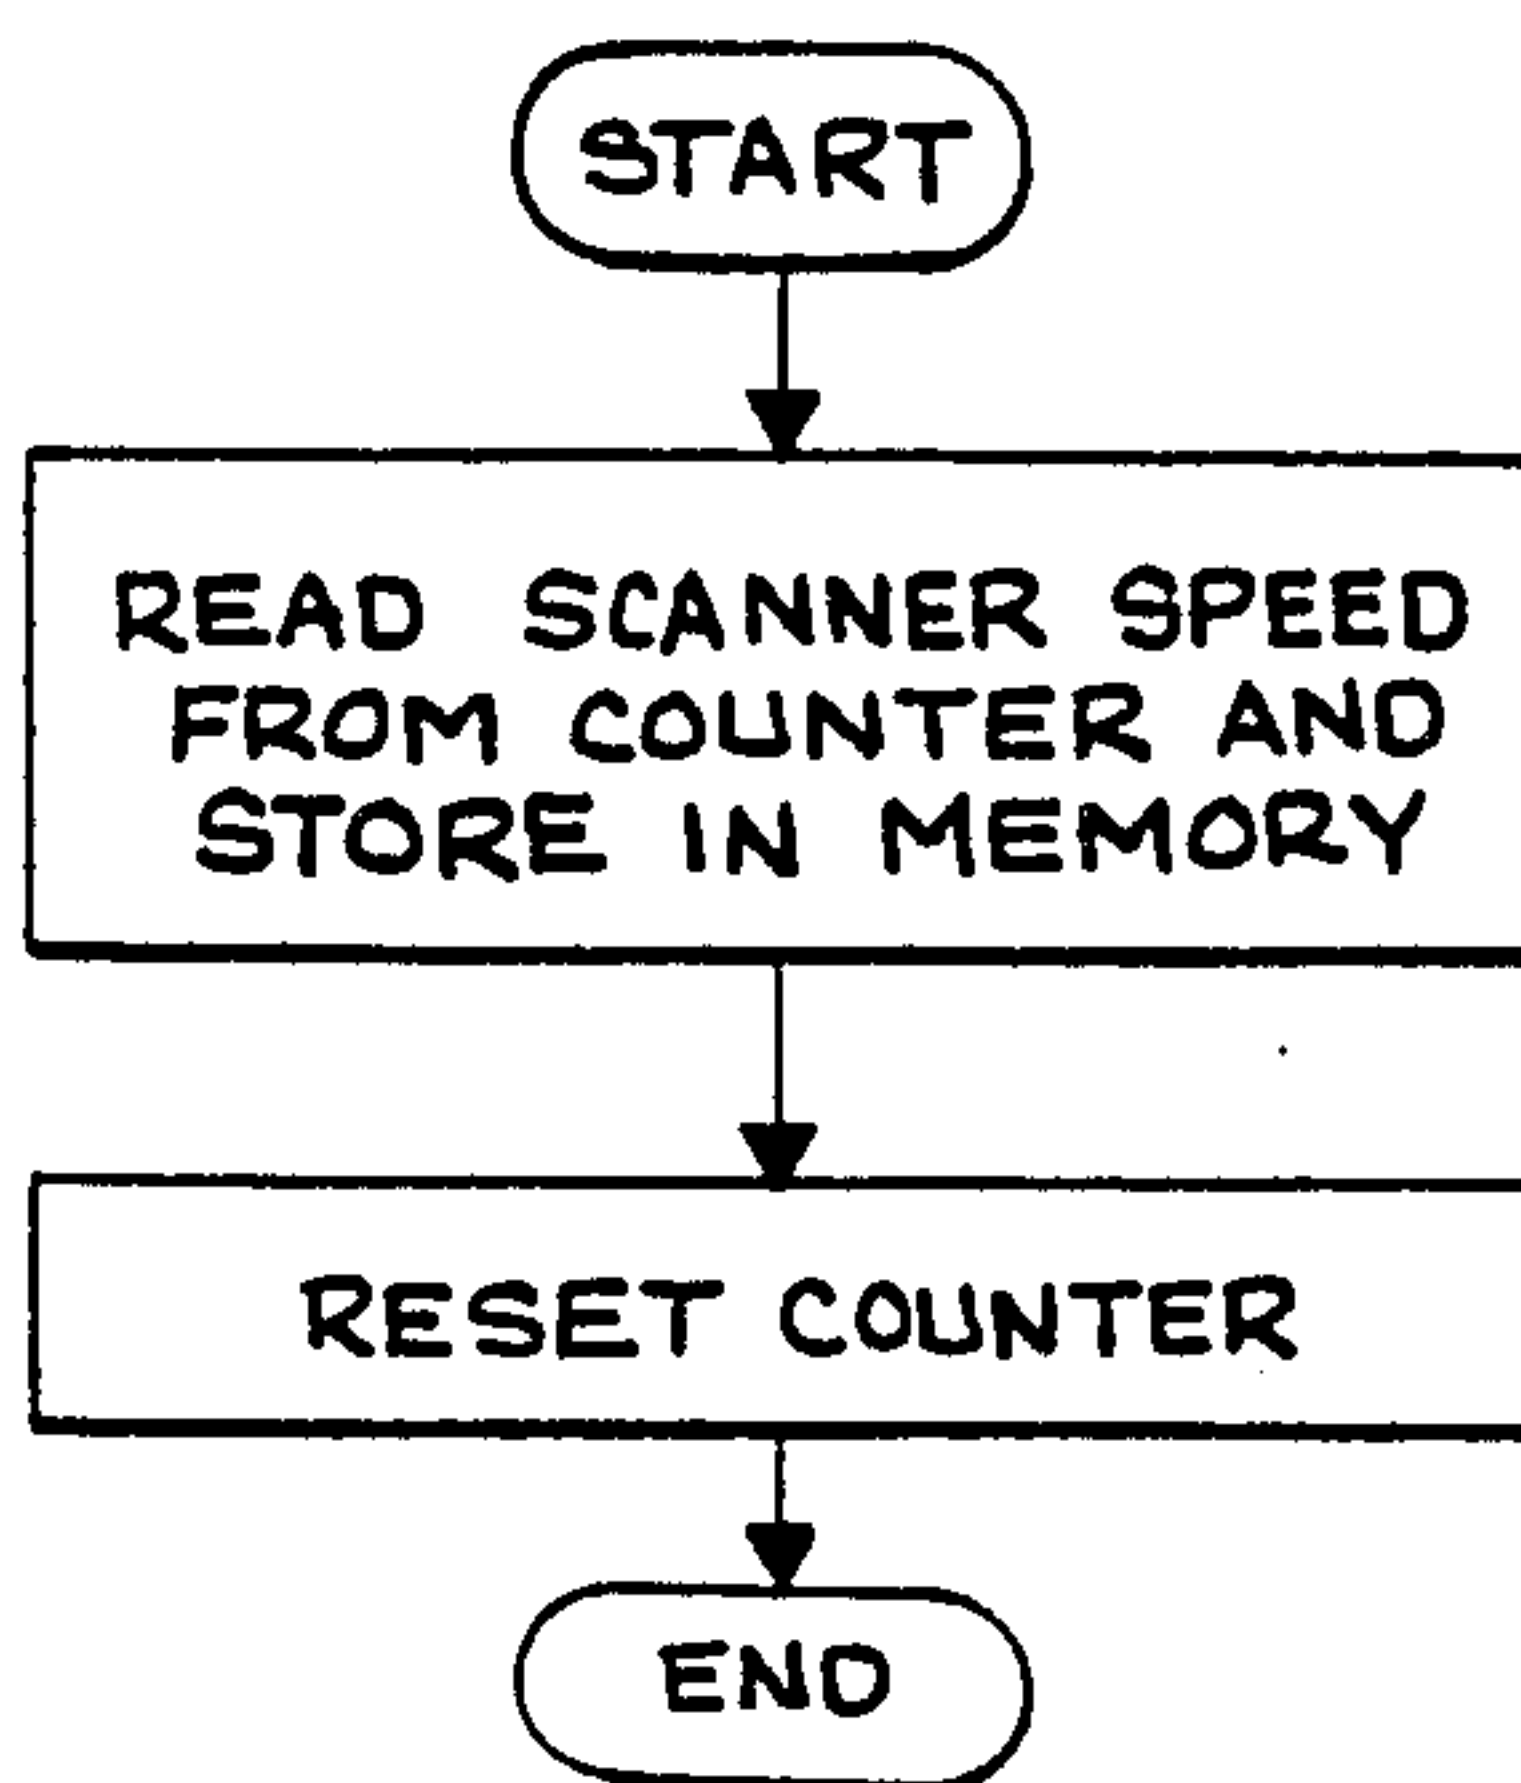 START
READ SCANNER SPEED
FROM COUNTER AND
STORE IN MEMORY
RESET COUNTER
END